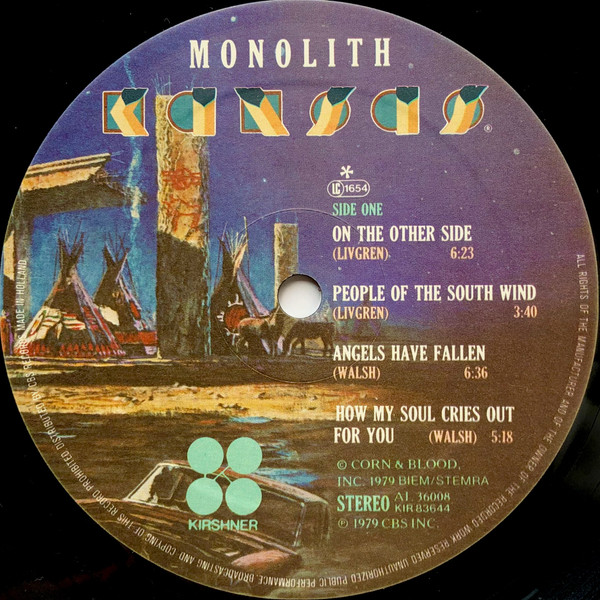 MONOLITH
KANSAS®
*
LC 1654
SIDE ONE
ON THE OTHER SIDE
(LIVGREN) 6:23
PEOPLE OF THE SOUTH WIND
(LIVGREN) 3:40
ANGELS HAVE FALLEN
(WALSH) 6:36
HOW MY SOUL CRIES OUT
FOR YOU (WALSH) 5:18
© CORN & BLOOD,
INC. 1979 BIEM/STEMRA
STEREO AL 36008
KIR 83644
℗ 1979 CBS INC.
KIRSHNER
ALL RIGHTS OF THE MANUFACTURER AND OF THE OWNER OF THE RECORDED WORK RESERVED UNAUTHORIZED PUBLIC PERFORMANCE BROADCASTING AND COPYING OF THIS RECORD PROHIBITED DISTRIBUTED BY CBS RECORDS MADE IN HOLLAND